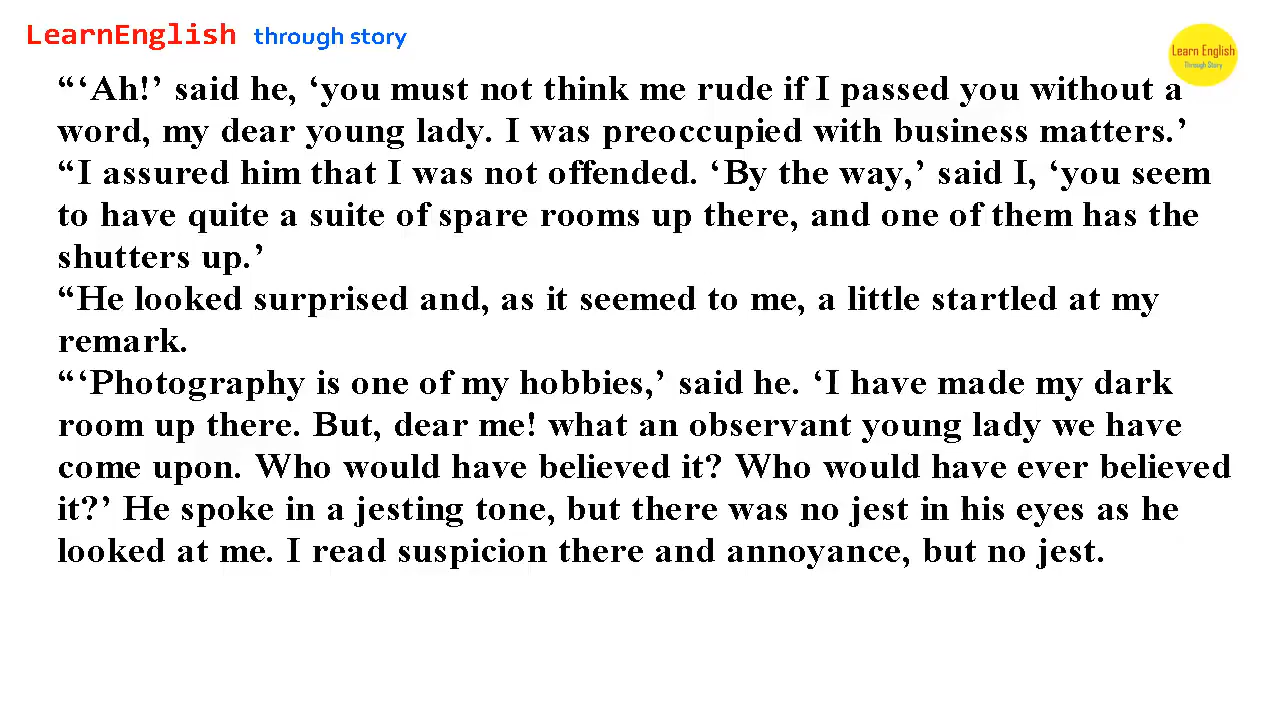 LearnEnglish through story
Learn English
Through Story
“‘Ah!’ said he, ‘you must not think me rude if I passed you without a
word, my dear young lady. I was preoccupied with business matters.’
“I assured him that I was not offended. ‘By the way,’ said I, ‘you seem
to have quite a suite of spare rooms up there, and one of them has the
shutters up.’
“He looked surprised and, as it seemed to me, a little startled at my
remark.
“‘Photography is one of my hobbies,’ said he. ‘I have made my dark
room up there. But, dear me! what an observant young lady we have
come upon. Who would have believed it? Who would have ever believed
it?’ He spoke in a jesting tone, but there was no jest in his eyes as he
looked at me. I read suspicion there and annoyance, but no jest.